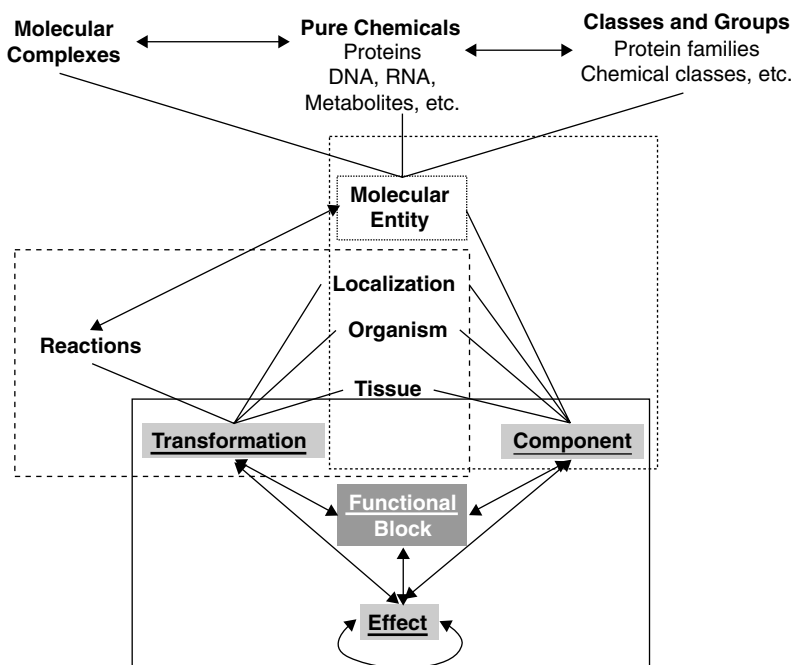 Molecular
Complexes
Pure Chemicals
Proteins
DNA, RNA,
Metabolites, etc.
Classes and Groups
Protein families
Chemical classes, etc.
Molecular
Entity
Localization
Organism
Reactions
Tissue
Transformation
Component
Functional
Block
Effect